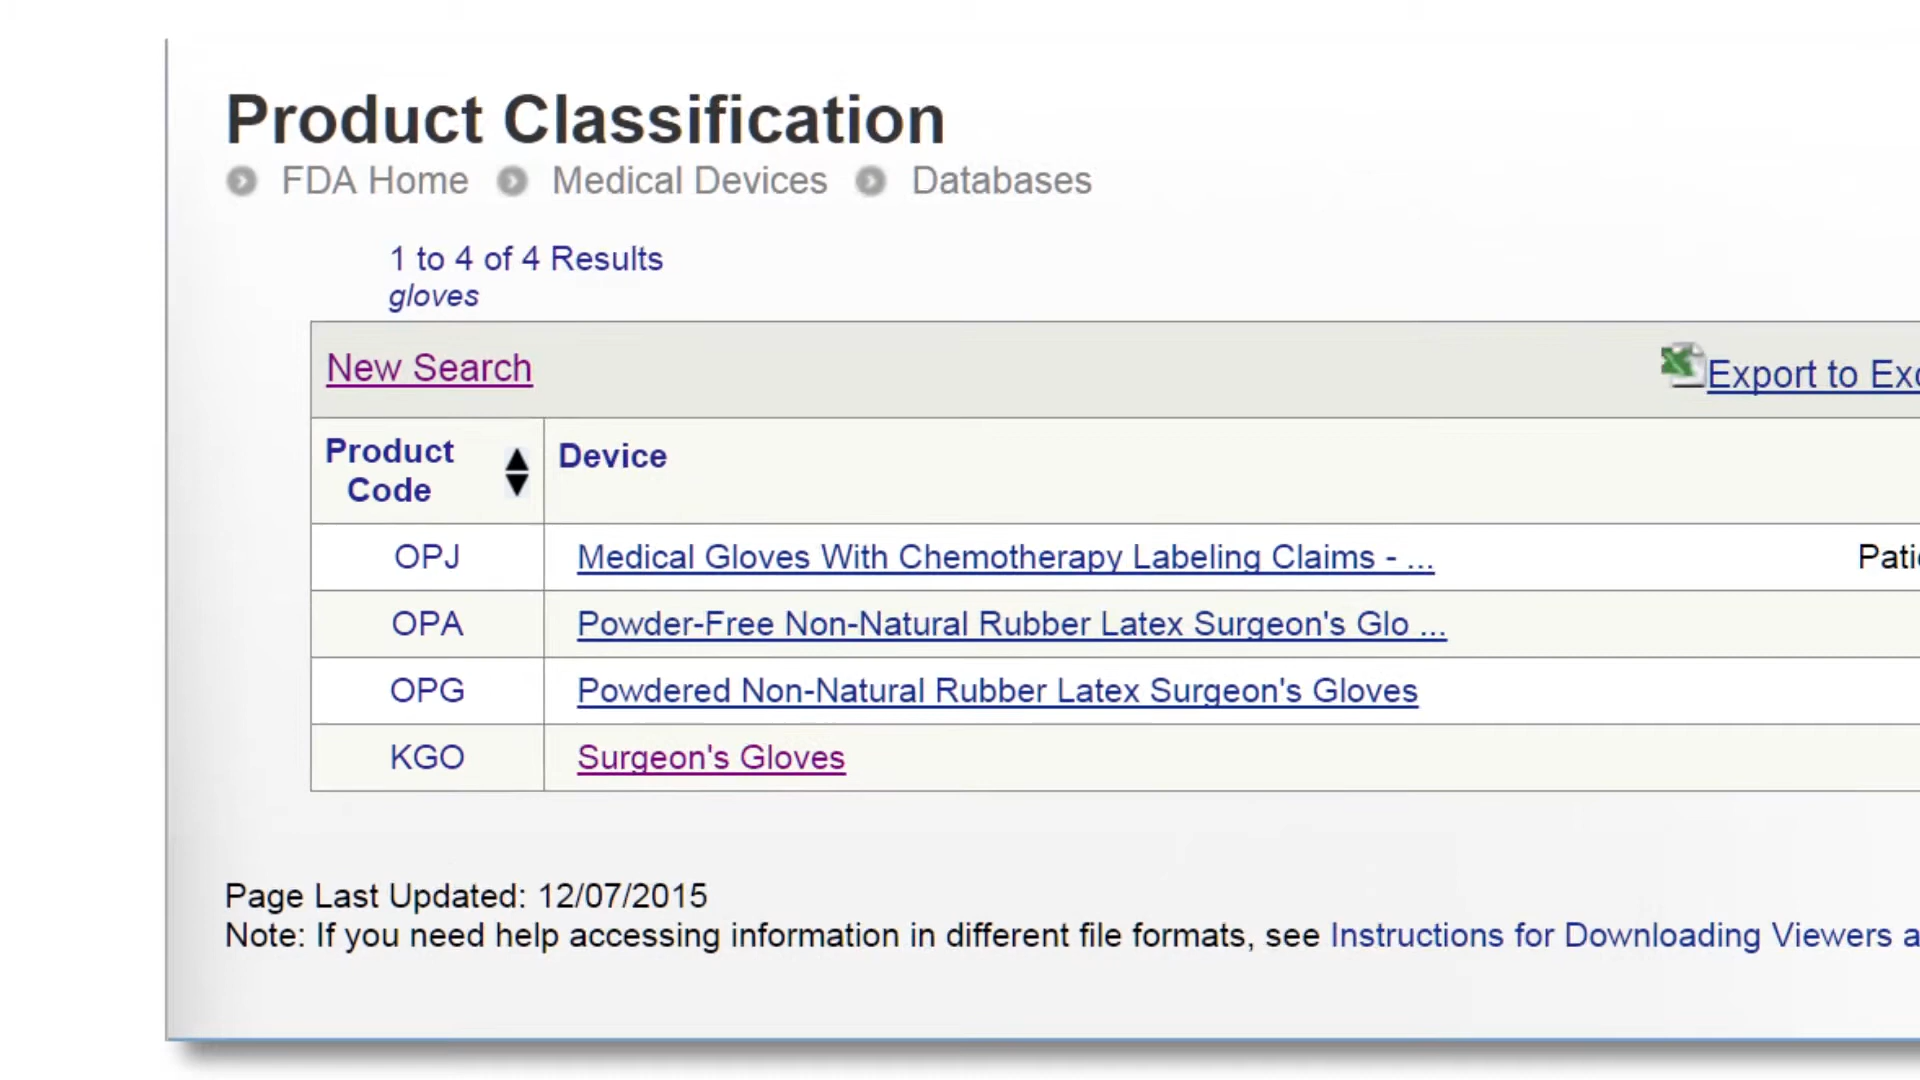 Product Classification
FDA Home Medical Devices Databases
1 to 4 of 4 Results
gloves
New Search Export to
Product Code Device
OPJ Medical Gloves With Chemotherapy Labeling Claims - ...
OPA Powder-Free Non-Natural Rubber Latex Surgeon's Glo ...
OPG Powdered Non-Natural Rubber Latex Surgeon's Gloves
KGO Surgeon's Gloves
Page Last Updated: 12/07/2015
Note: If you need help accessing information in different file formats, see Instructions for Downloading Viewers